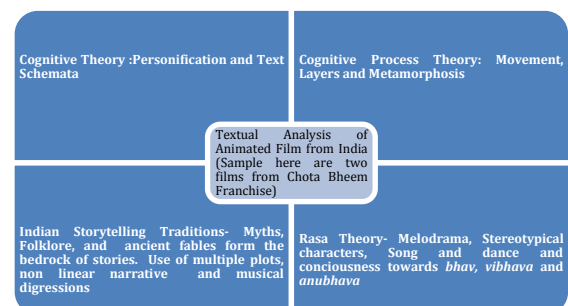 Cognitive Theory :Personification and Text
Schemata
Cognitive Process Theory: Movement,
Layers and Metamorphosis
Textual Analysis of
Animated Film from India
(Sample here are two
films from Chota Bheem
Franchise)
Indian Storytelling Traditions- Myths,
Folklore, and ancient fables form the
bedrock of stories. Use of multiple plots,
non linear narrative and musical
digressions
Rasa Theory- Melodrama, Stereotypical
characters, Song and dance and
conciousness towards bhav, vibhava and
anubhava